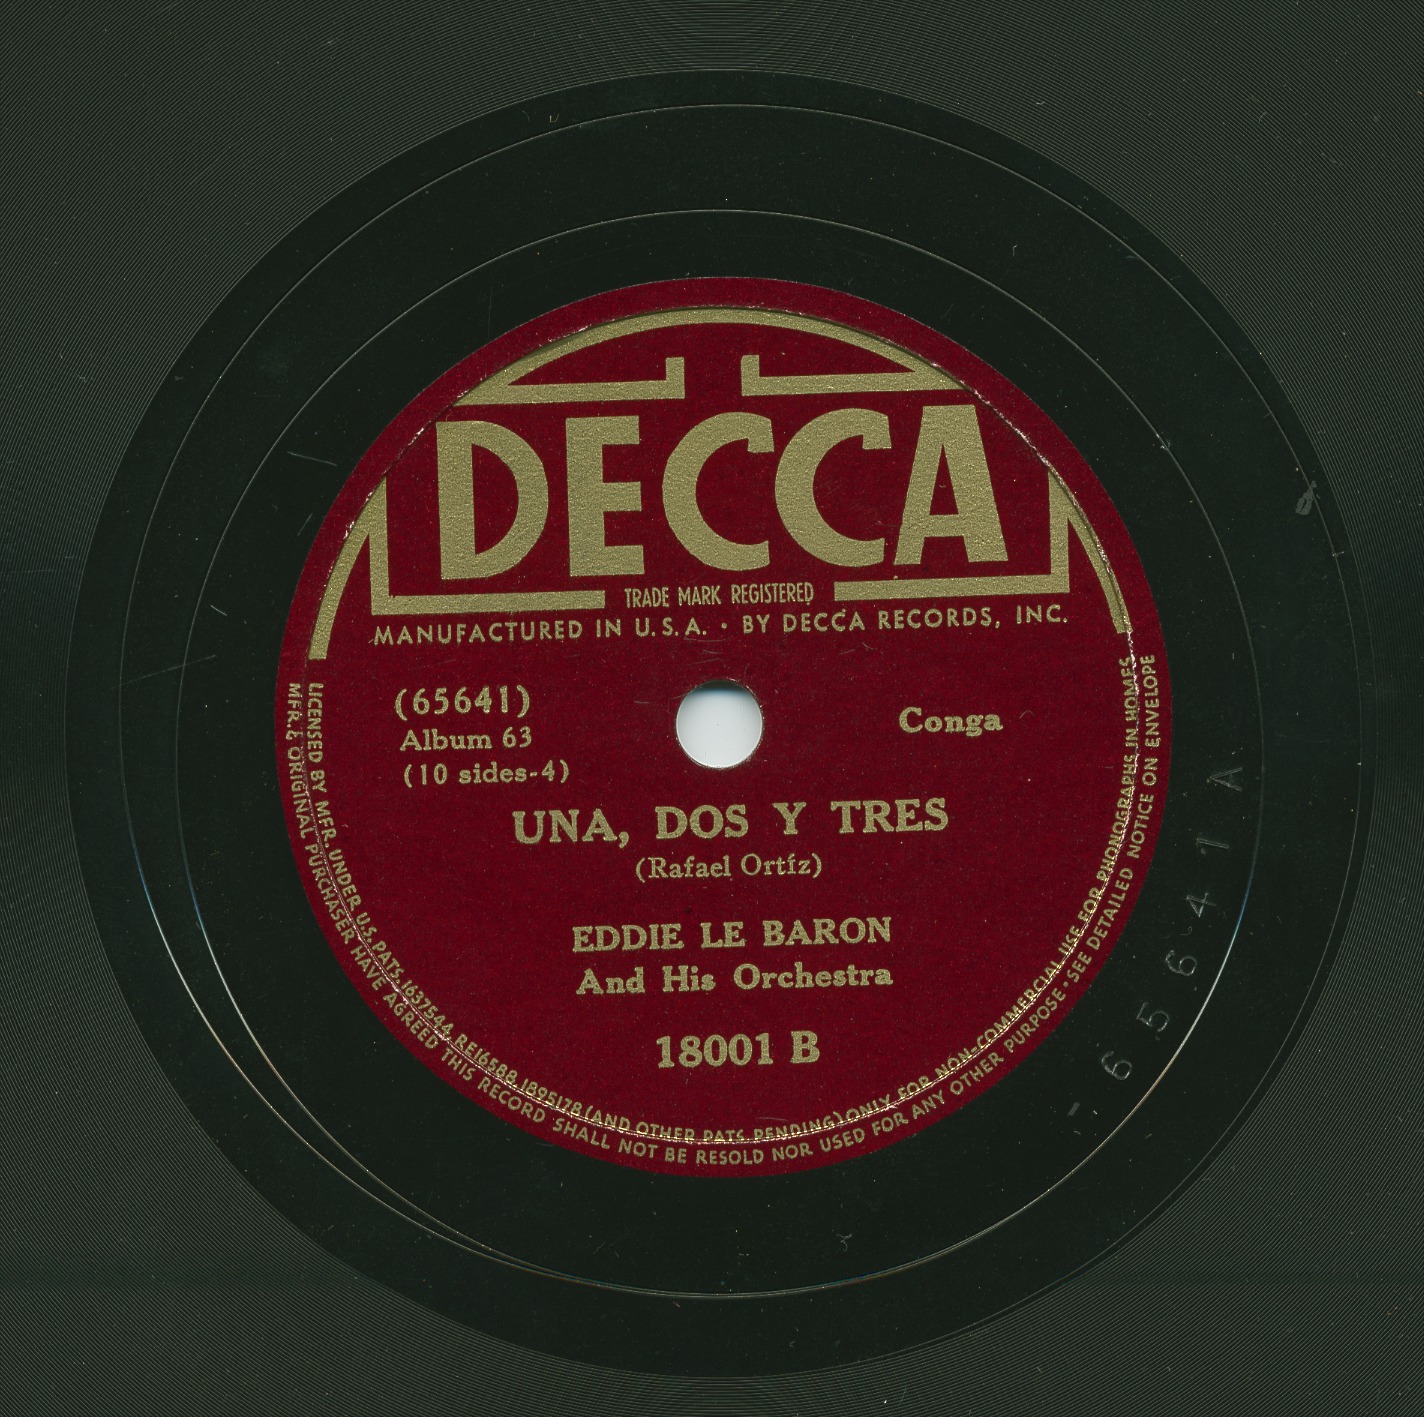 DECCA
TRADE MARK REGISTERED
MANUFACTURED IN U.S.A. • BY DECCA RECORDS, INC.
(65641)
Album 63
(10 sides-4)
Conga
UNA, DOS Y TRES
(Rafael Ortíz)
EDDIE LE BARON
And His Orchestra
18001 B
LICENSED BY MFR. UNDER U.S. PATS. 1637544, RE16588, 1895178 (AND OTHER PATS. PENDING) ONLY FOR NON-COMMERCIAL USE FOR PHONOGRAPHS IN HOMES
MFR. & ORIGINAL PURCHASER HAVE AGREED THIS RECORD SHALL NOT BE RESOLD NOR USED FOR ANY OTHER PURPOSE • SEE DETAILED NOTICE ON ENVELOPE
65641 A